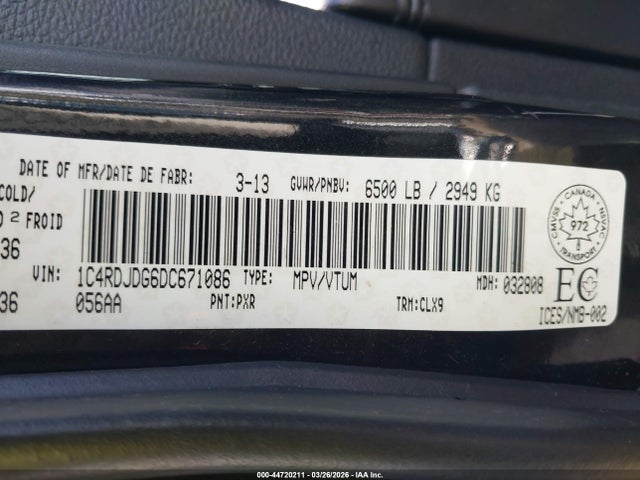 DATE OF MFR/DATE DE FABR: 3-13 GVWR/PNBV: 6500 LB / 2949 KG
COLD/
D 2 FROID
36
VIN: 1C4RDJDG6DC671086 TYPE: MPV/VTUM MDH: 032808
36
056AA PNT:PXR TRM:CLX9
CANADA
CMVSS NSVAC
972
TRANSPORT
EC
ICES/NMB-002
000-44720211 - 03/26/2026 - IAA Inc.